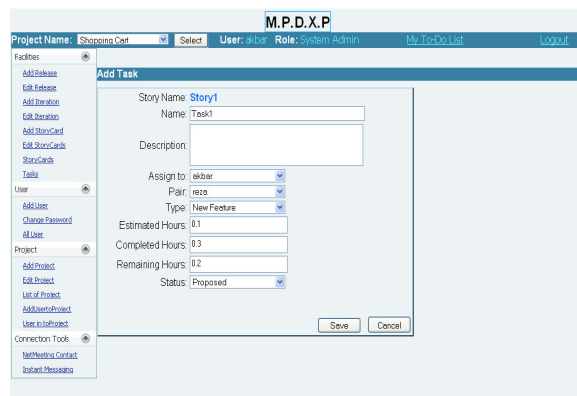 M.P.D.X.P
Project Name: Shopping Cart Select User: akbar Role: System Admin My To-Do List Logout
Facilities
Add Release
Edit Release
Add Iteration
Edit Iteration
Add StoryCard
Edit StoryCards
StoryCards
Tasks
User
Add User
Change Password
All User
Project
Add Project
Edit Project
List of Project
AddUsertoProject
User in toProject
Connection Tools
NetMeeting Contact
Instant Messaging
Add Task
Story Name: Story1
Name: Task1
Description:
Assign to: akbar
Pair: reza
Type: New Feature
Estimated Hours: 0.1
Completed Hours: 0.3
Remaining Hours: 0.2
Status: Proposed
Save Cancel